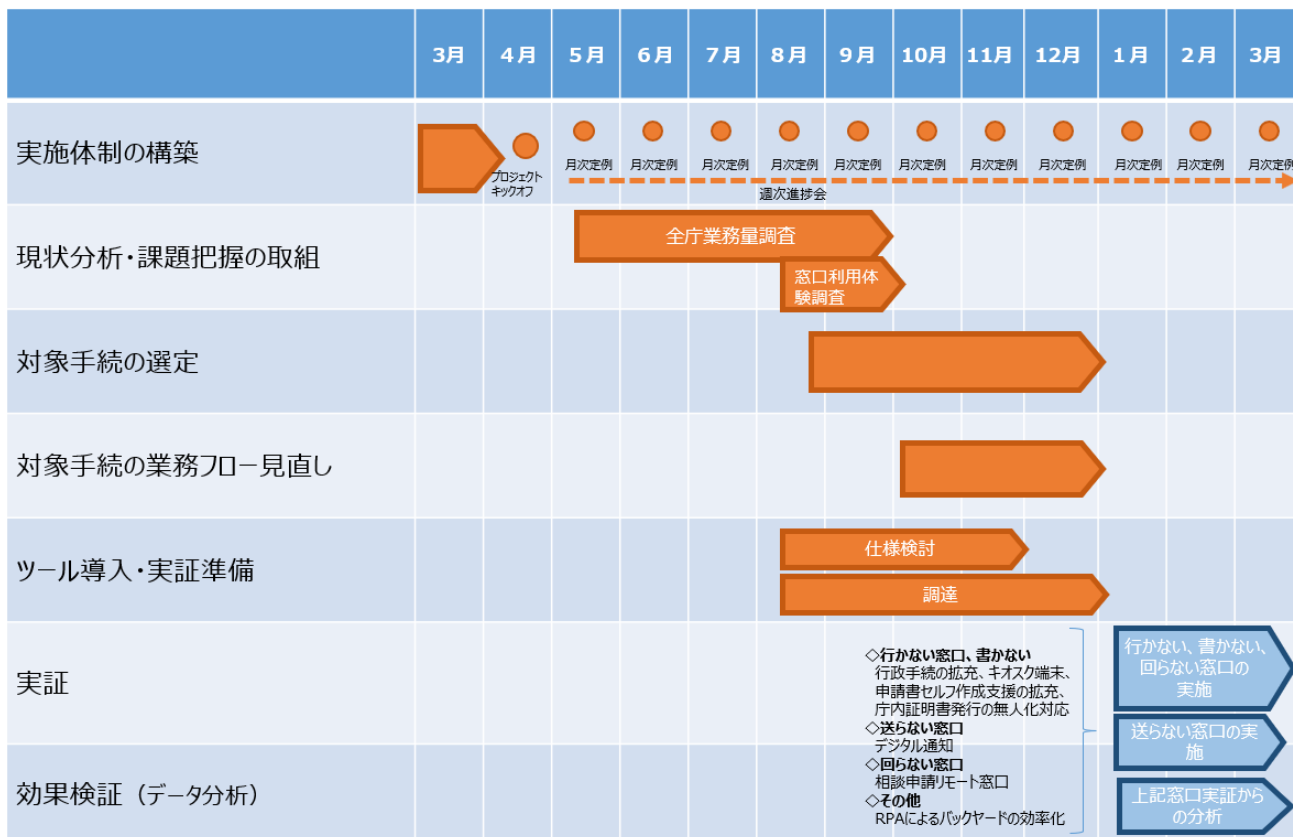 3月 4月 5月 6月 7月 8月 9月 10月 11月 12月 1月 2月 3月
実施体制の構築
プロジェクト
キックオフ
月次定例 月次定例 月次定例 月次定例 月次定例 月次定例 月次定例 月次定例 月次定例 月次定例 月次定例
週次進捗会
現状分析・課題把握の取組
全庁業務量調査
窓口利用体
験調査
対象手続の選定
対象手続の業務フロー見直し
ツール導入・実証準備
仕様検討
調達
実証
◇行かない窓口、書かない
行政手続の拡充、キオスク端末、
申請書セルフ作成支援の拡充、
庁内証明書発行の無人化対応
◇送らない窓口
デジタル通知
◇回らない窓口
相談申請リモート窓口
◇その他
RPAによるバックヤードの効率化
行かない、書かない、
回らない窓口の
実施
送らない窓口の実
施
効果検証（データ分析）
上記窓口実証から
の分析